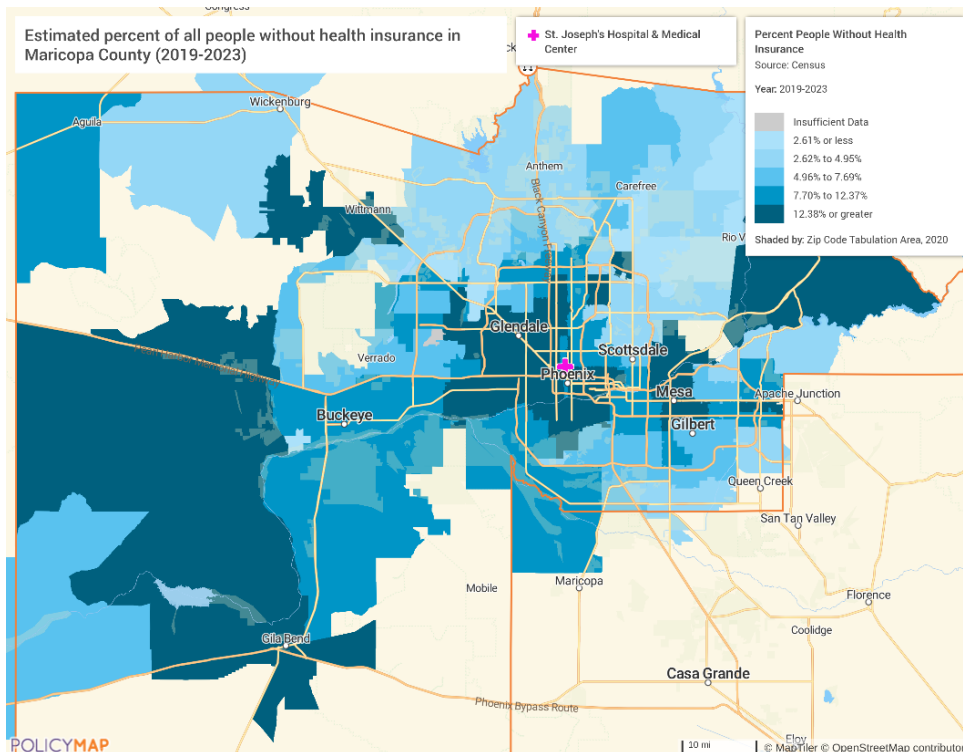 Congress
Estimated percent of all people without health insurance in
Maricopa County (2019-2023)
St. Joseph's Hospital & Medical
Center
Percent People Without Health
Insurance
Source: Census
Year: 2019-2023
Insufficient Data
2.61% or less
2.62% to 4.95%
4.96% to 7.69%
7.70% to 12.37%
12.38% or greater
Shaded by: Zip Code Tabulation Area, 2020
Wickenburg
Aguila
Anthem
Carefree
Black Canyon
Wittmann
Rio V
Glendale
Scottsdale
Verrado
Phoenix
Mesa
Apache Junction
Buckeye
Gilbert
Queen Creek
San Tan Valley
Mobile
Maricopa
Florence
Coolidge
Gila Bend
Casa Grande
Phoenix Bypass Route
Eloy
POLICYMAP
10 mi
© MapTiler © OpenStreetMap contributo